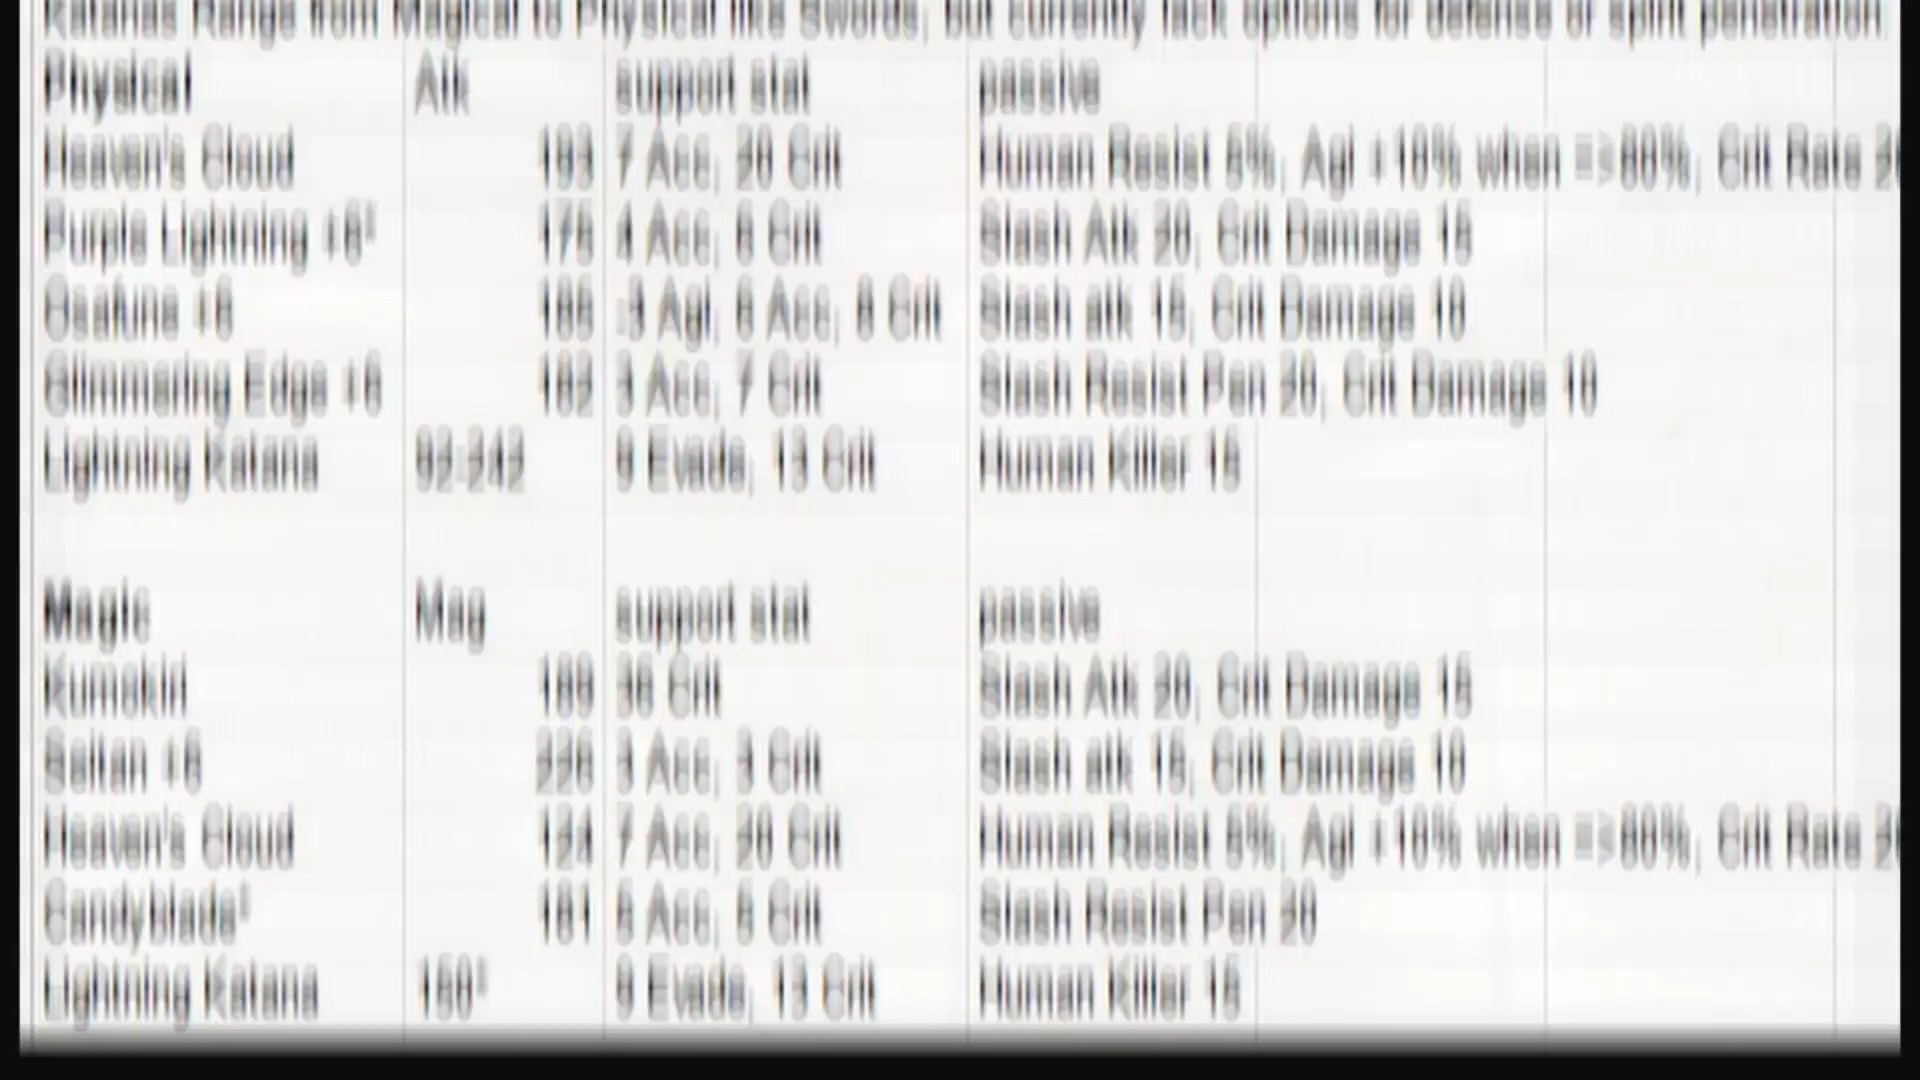 Katanas Range from Magical to Physical like Swords, but currently lack options for defense or spirit penetration
Physical Atk support stat passive
Heaven's Cloud 193 7 Acc, 20 Crit Human Resist 5%, Agi +10% when =>80%, Crit Rate
Purple Lightning +6 4 Acc, 6 Crit Slash Atk 20, Crit Damage 15
Osafune +6 -3 Agi, 6 Acc, 8 Crit Slash atk 15, Crit Damage 10
Glimmering Edge +6 182 3 Acc, 7 Crit Slash Resist Pen 20, Crit Damage 10
Lightning Katana 92-242 9 Evade, 13 Crit Human Killer 15
Magic Mag support stat passive
Kumokiri Crit Slash Atk 20, Crit Damage 15
Seitan +6 226 3 Acc, 3 Crit Slash atk 15, Crit Damage 10
Heaven's Cloud 124 7 Acc, 20 Crit Human Resist 5%, Agi +10% when =>80%, Crit Rate
Candyblade 181 Acc, Crit Slash Resist Pen 20
Lightning Katana 150 9 Evade, 13 Crit Human Killer 15